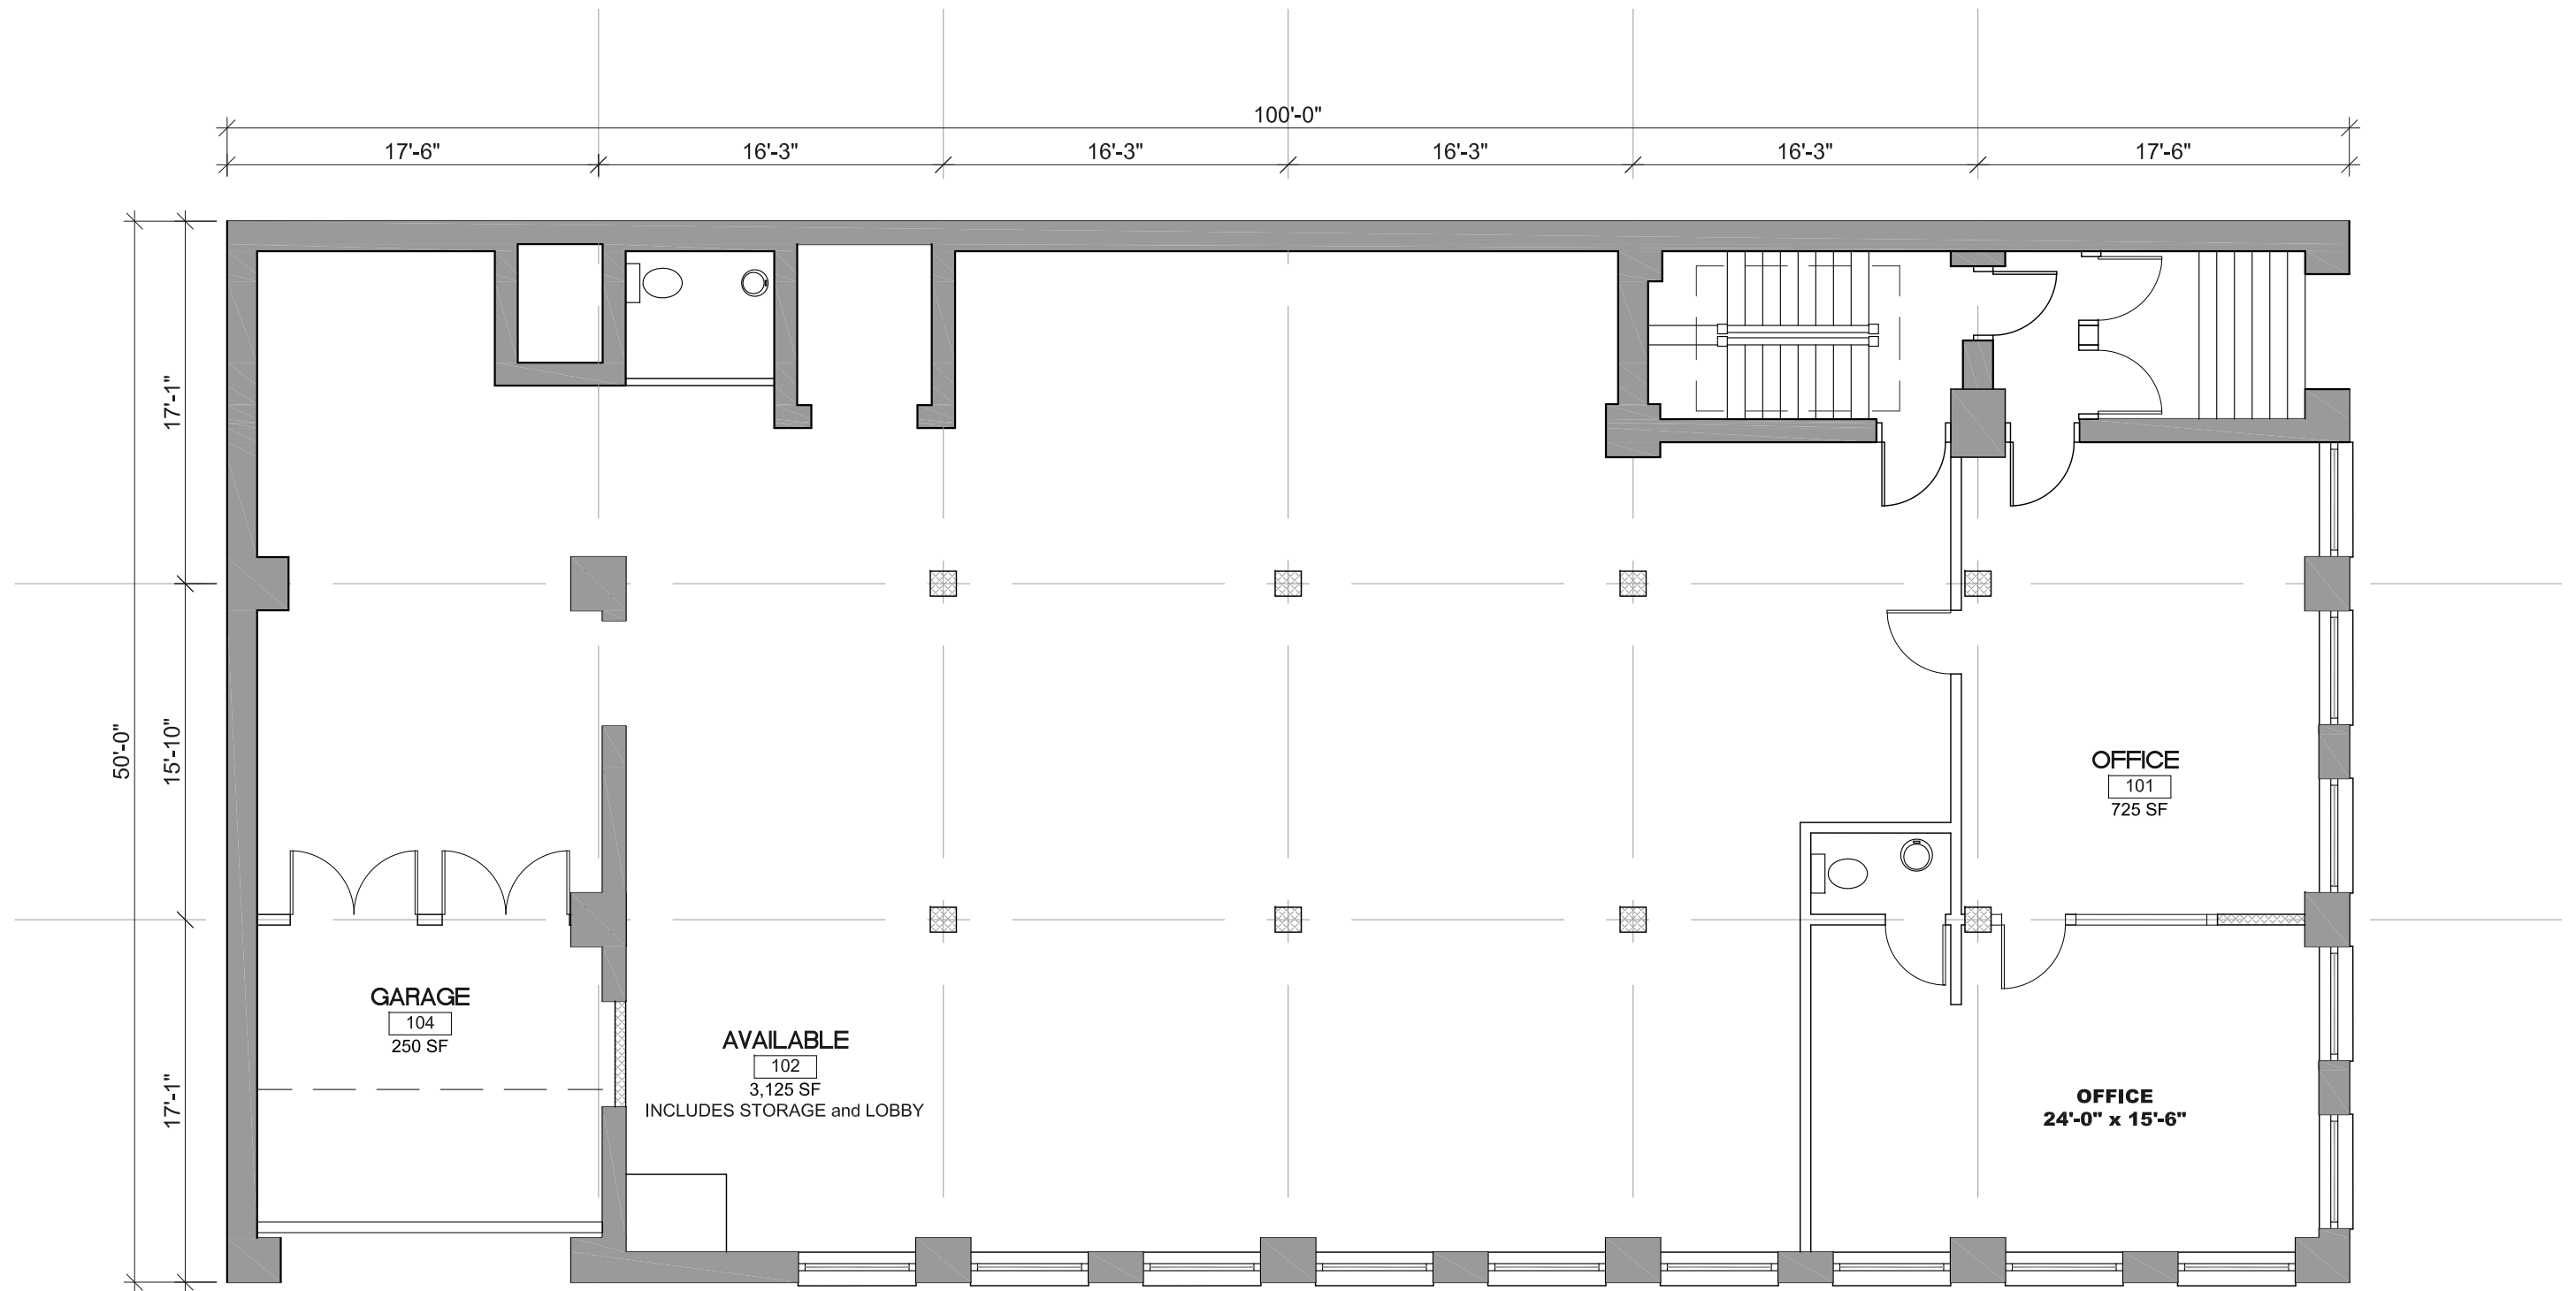 100'-0"
17'-6"
16'-3"
16'-3"
16'-3"
16'-3"
17'-6"
17'-1"
50'-0"
15'-10"
17'-1"
OFFICE
101
725 SF
GARAGE
104
250 SF
AVAILABLE
102
3,125 SF
INCLUDES STORAGE and LOBBY
OFFICE
24'-0" x 15'-6"